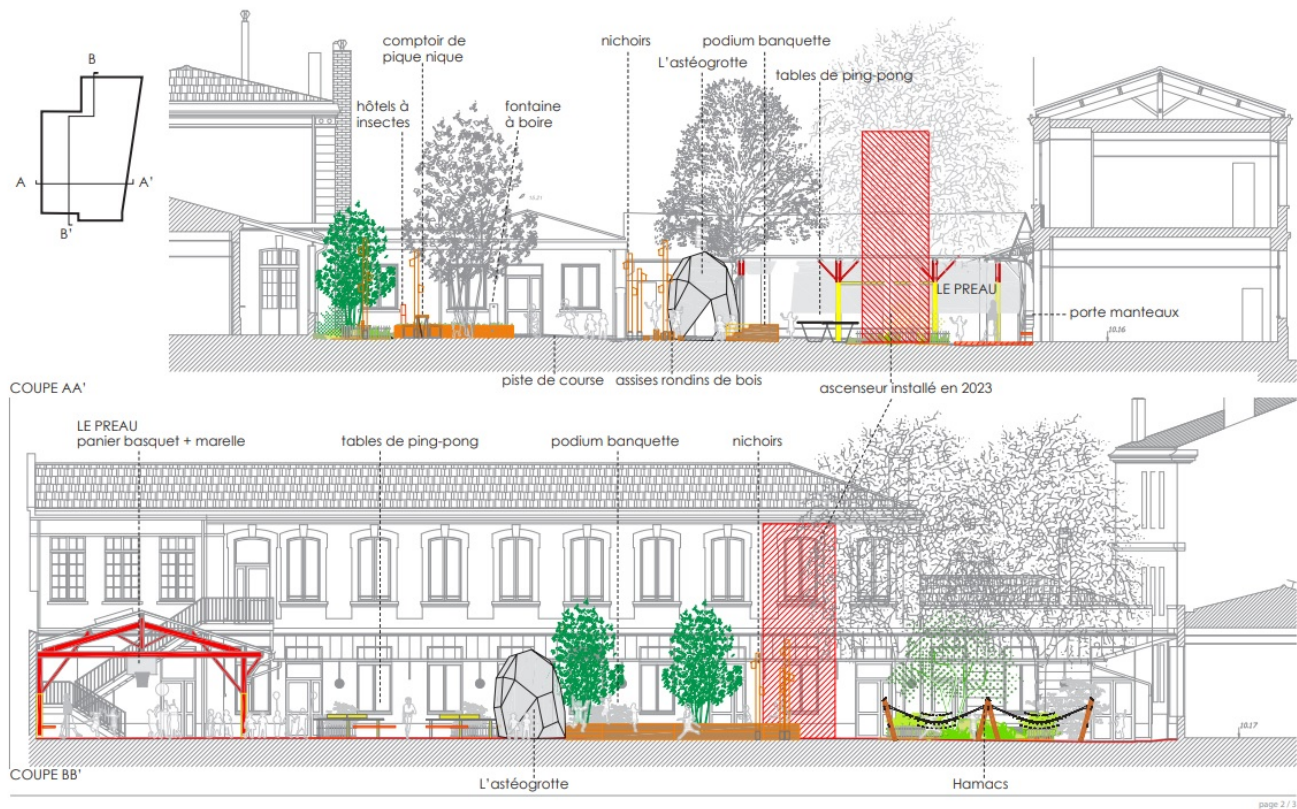 B
A
A'
B'
comptoir de
pique nique
nichoirs
podium banquette
L'astéogrotte
tables de ping-pong
hôtels à
insectes
fontaine
à boire
10.21
LE PREAU
porte manteaux
10.16
piste de course
assises rondins de bois
ascenseur installé en 2023
COUPE AA'
LE PREAU
panier basquet + marelle
tables de ping-pong
podium banquette
nichoirs
10.17
COUPE BB'
L'astéogrotte
Hamacs
page 2 / 3